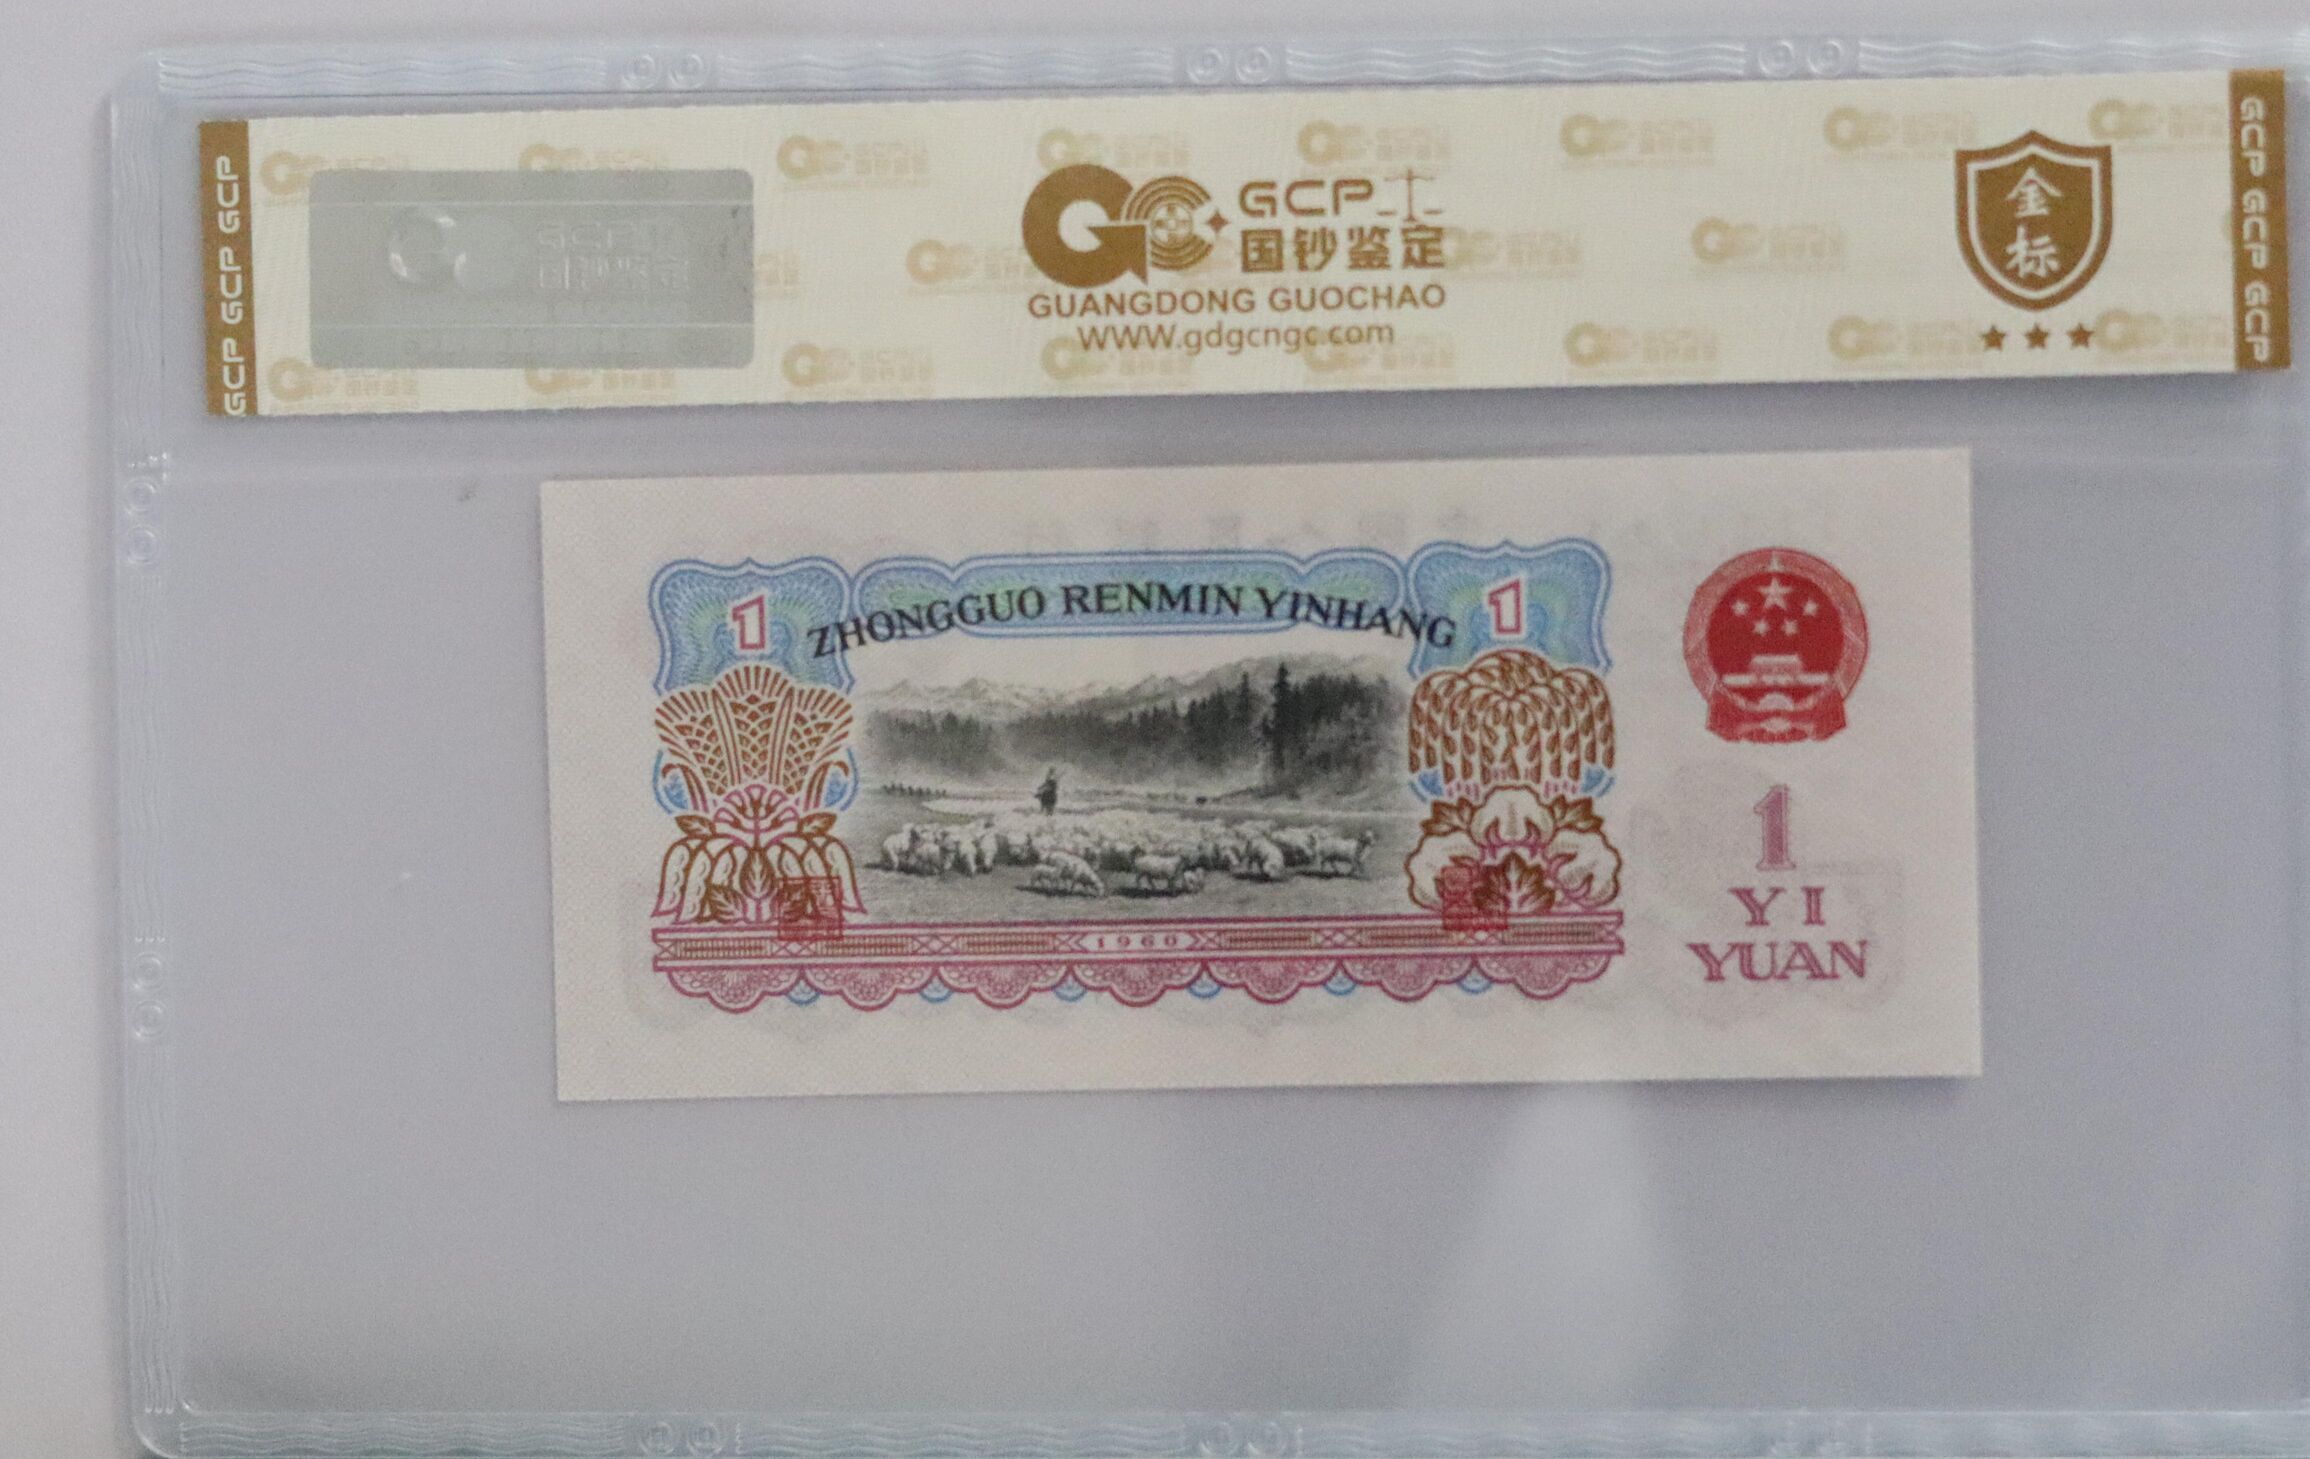 GCP GCP GCP
GCP
国钞鉴定
GUANGDONG GUOCHAO
WWW.gdgcngc.com
金
标
GCP GCP GCP
1
ZHONGGUO RENMIN YINHANG
1
1
YI
YUAN
1960